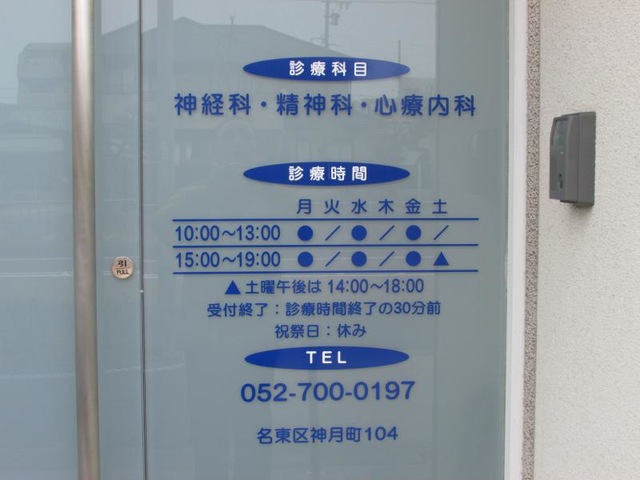 診療科目
神経科・精神科・心療内科
診療時間
月 火 水 木 金 土
10:00〜13:00 ● ／ ● ／ ● ／
15:00〜19:00 ● ／ ● ／ ● ▲
▲土曜午後は 14:00〜18:00
受付終了：診療時間終了の30分前
祝祭日：休み
TEL
052-700-0197
名東区神月町104
引
PULL